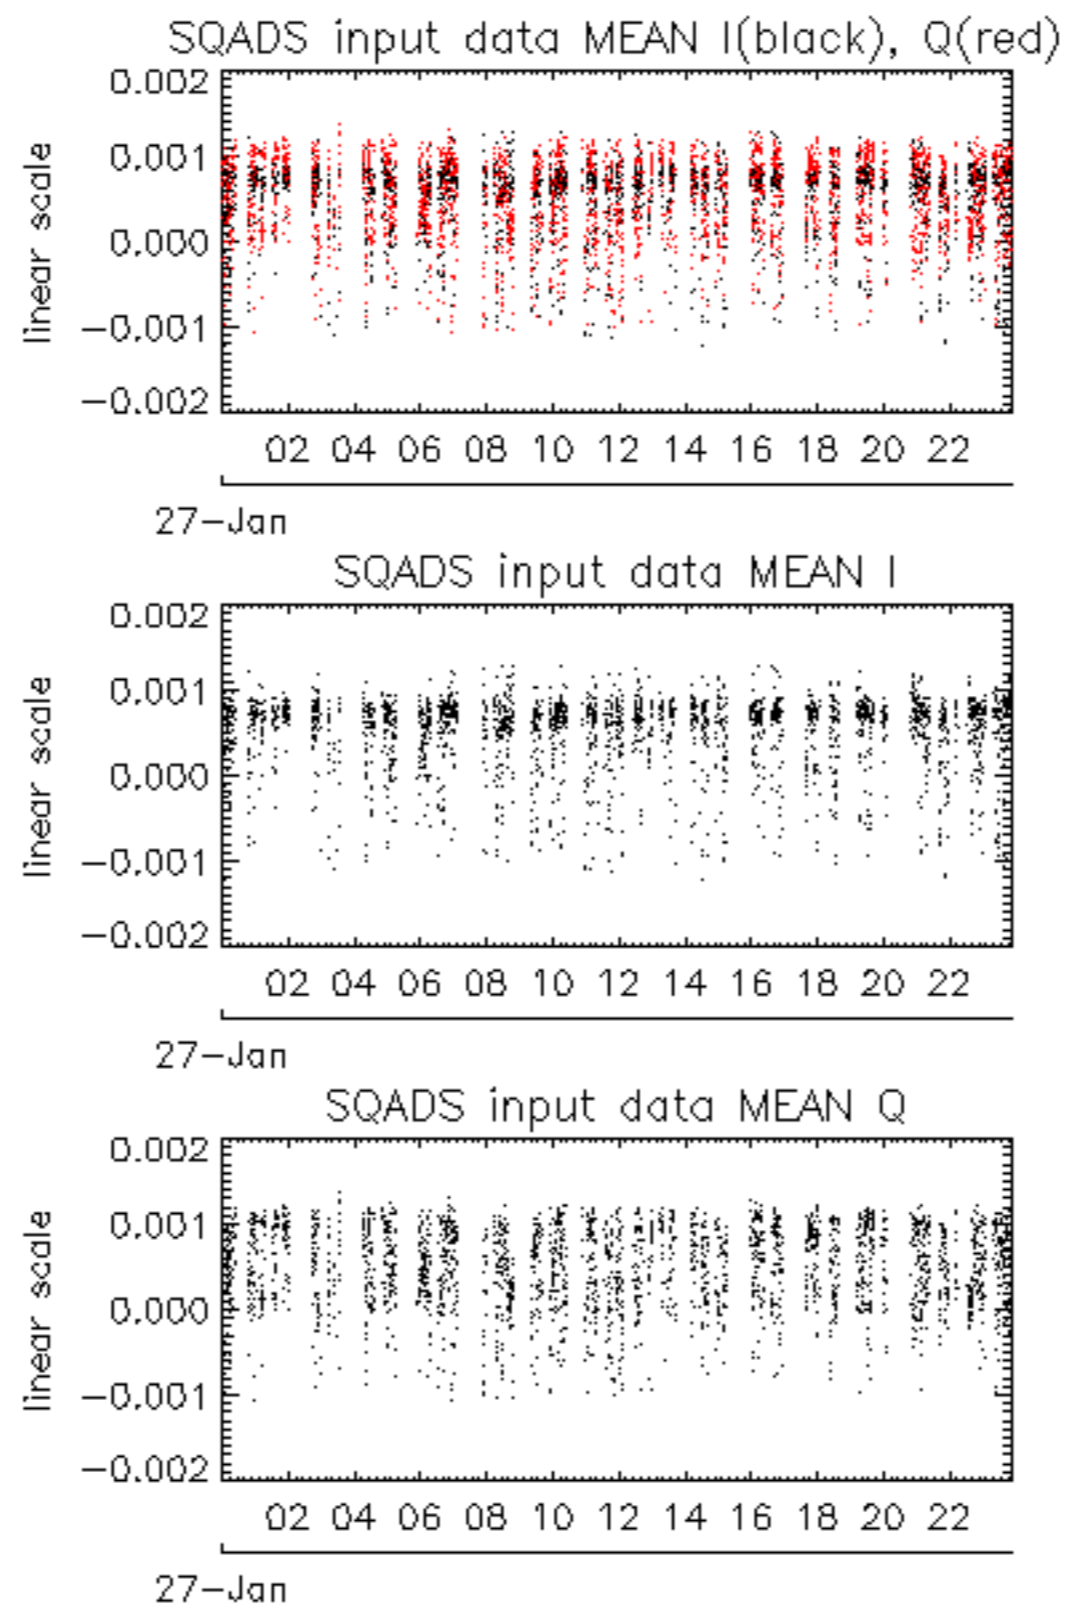 SQADS input data MEAN I(black), Q(red)
0.002
0.001
0.000
−0.001
−0.002
linear scale
02 04 06 08 10 12 14 16 18 20 22
27−Jan
SQADS input data MEAN I
0.002
0.001
0.000
−0.001
−0.002
linear scale
02 04 06 08 10 12 14 16 18 20 22
27−Jan
SQADS input data MEAN Q
0.002
0.001
0.000
−0.001
−0.002
linear scale
02 04 06 08 10 12 14 16 18 20 22
27−Jan